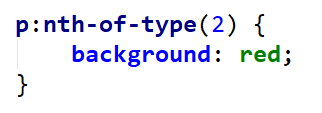 p:nth-of-type(2) {
    background: red;
}